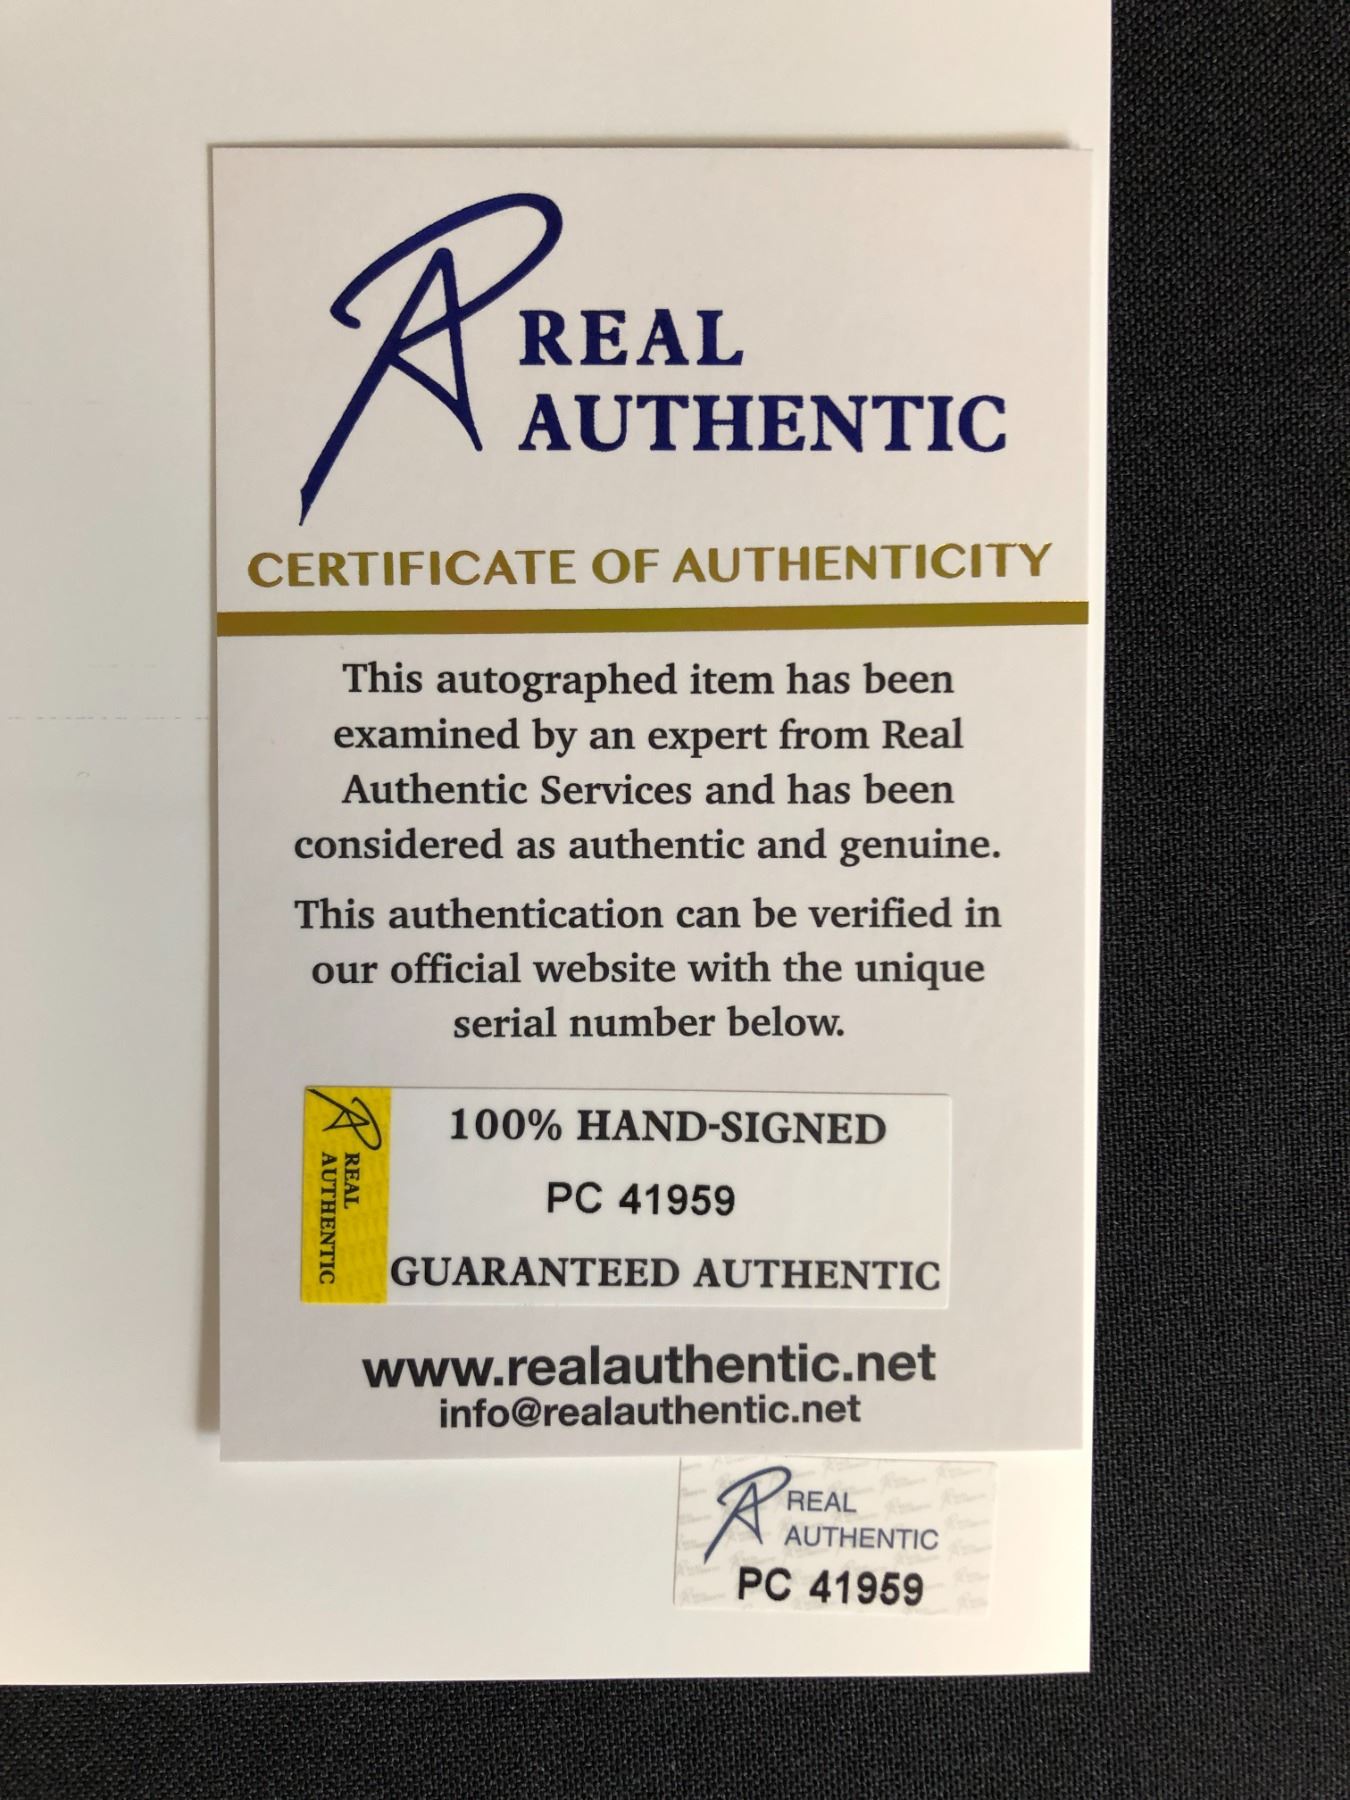 REAL
AUTHENTIC
CERTIFICATE OF AUTHENTICITY
This autographed item has been
examined by an expert from Real
Authentic Services and has been
considered as authentic and genuine.
This authentication can be verified in
our official website with the unique
serial number below.
REAL
AUTHENTIC
100% HAND-SIGNED
PC 41959
GUARANTEED AUTHENTIC
www.realauthentic.net
info@realauthentic.net
REAL
AUTHENTIC
PC 41959